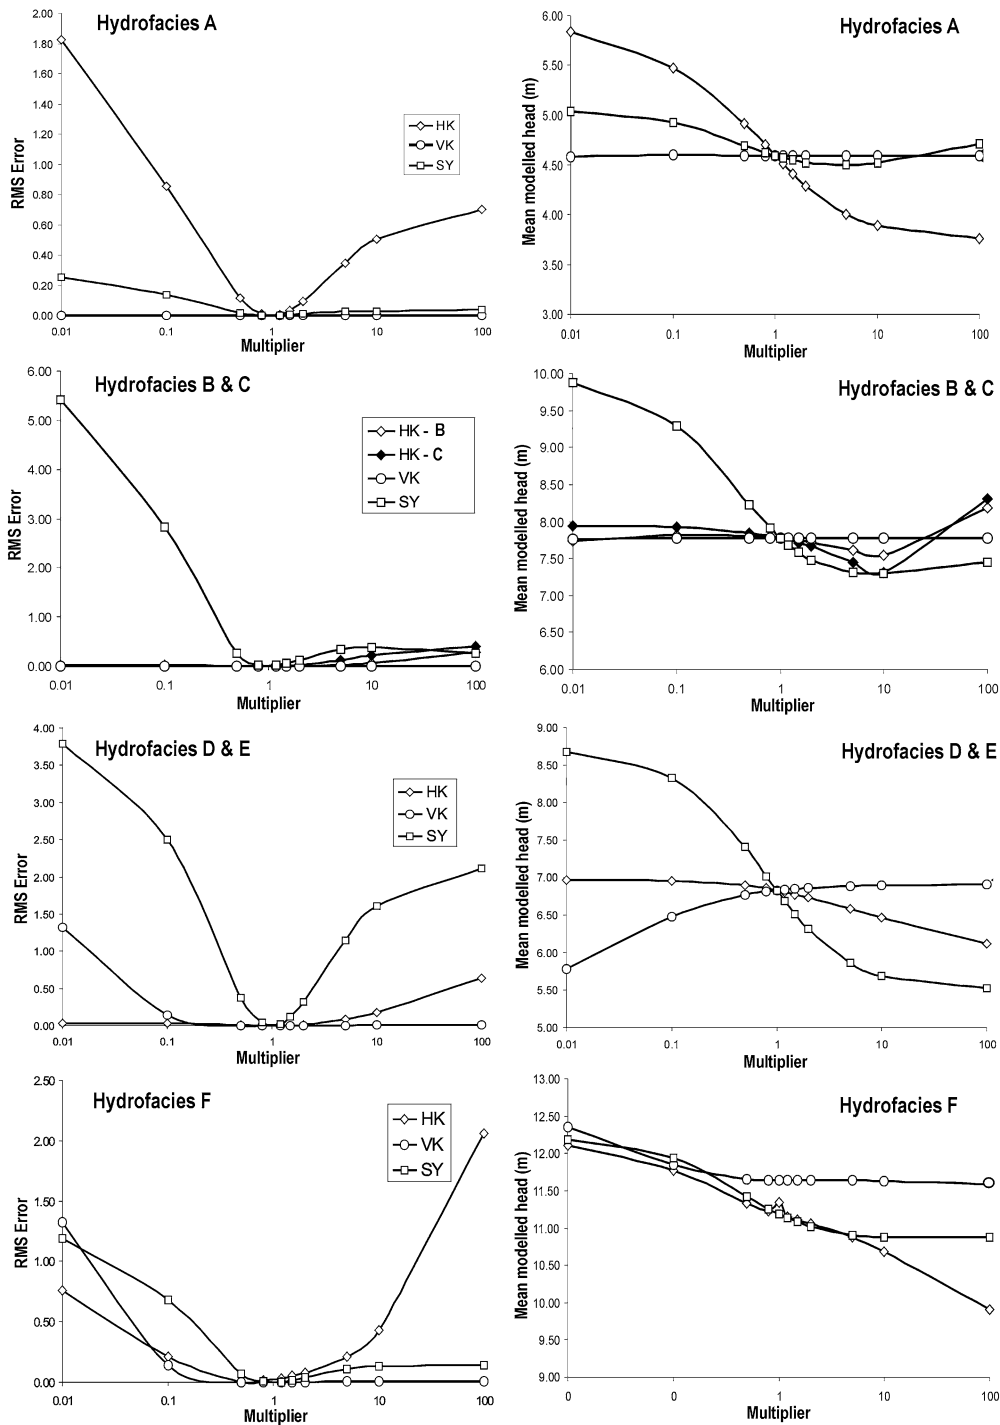 Hydrofacies A
RMS Error
2.00
1.80
1.60
1.40
1.20
1.00
0.80
0.60
0.40
0.20
0.00
HK
VK
SY
0.01 0.1 1 10 100
Multiplier
Hydrofacies A
Mean modelled head (m)
6.00
5.50
5.00
4.50
4.00
3.50
3.00
0.01 0.1 1 10 100
Multiplier
Hydrofacies B & C
RMS Error
6.00
5.00
4.00
3.00
2.00
1.00
0.00
HK - B
HK - C
VK
SY
0.01 0.1 1 10 100
Multiplier
Hydrofacies B & C
Mean modelled head (m)
10.00
9.50
9.00
8.50
8.00
7.50
7.00
6.50
6.00
0.01 0.1 1 10 100
Multiplier
Hydrofacies D & E
RMS Error
4.00
3.50
3.00
2.50
2.00
1.50
1.00
0.50
0.00
HK
VK
SY
0.01 0.1 1 10 100
Multiplier
Hydrofacies D & E
Mean modelled head (m)
9.00
8.50
8.00
7.50
7.00
6.50
6.00
5.50
5.00
0.01 0.1 1 10 100
Multiplier
Hydrofacies F
RMS Error
2.50
2.00
1.50
1.00
0.50
0.00
HK
VK
SY
0.01 0.1 1 10 100
Multiplier
Hydrofacies F
Mean modelled head (m)
13.00
12.50
12.00
11.50
11.00
10.50
10.00
9.50
9.00
0 0 1 10 100
Multiplier